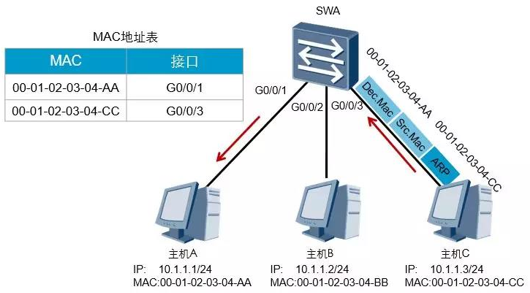 SWA
MAC地址表
MAC 接口
00-01-02-03-04-AA G0/0/1
00-01-02-03-04-CC G0/0/3
G0/0/1
G0/0/2
G0/0/3
00-01-02-03-04-AA
00-01-02-03-04-CC
Dec.Mac
Src.Mac
ARP
主机A
IP: 10.1.1.1/24
MAC:00-01-02-03-04-AA
主机B
IP: 10.1.1.2/24
MAC:00-01-02-03-04-BB
主机C
IP: 10.1.1.3/24
MAC:00-01-02-03-04-CC